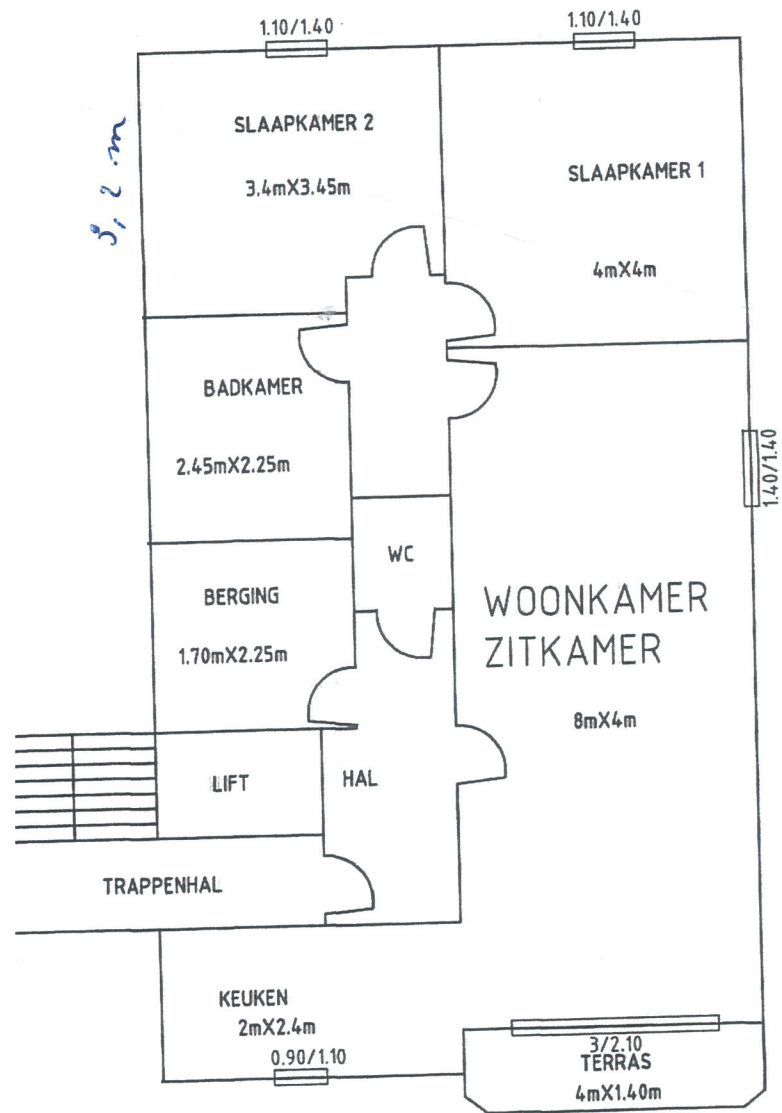 1.10/1.40
1.10/1.40
SLAAPKAMER 2
3.4mX3.45m
3,2 m
SLAAPKAMER 1
4mX4m
BADKAMER
2.45mX2.25m
1.40/1.40
WC
BERGING
1.70mX2.25m
WOONKAMER
ZITKAMER
8mX4m
LIFT
HAL
TRAPPENHAL
KEUKEN
2mX2.4m
0.90/1.10
3/2.10
TERRAS
4mX1.40m